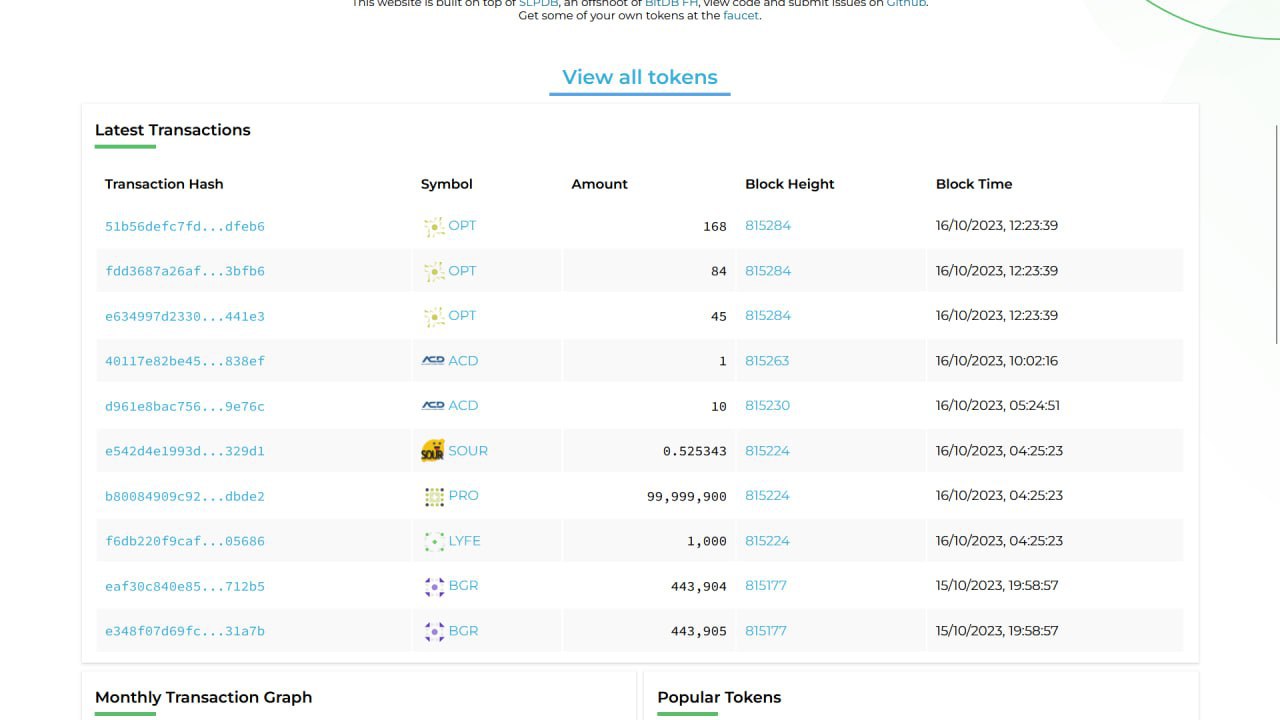 This website is built on top of SLPDB, an offshoot of BitDB FH, view code and submit issues on Github.
Get some of your own tokens at the faucet.
View all tokens
Latest Transactions
Transaction Hash Symbol Amount Block Height Block Time
51b56defc7fd...dfeb6 OPT 168 815284 16/10/2023, 12:23:39
fdd3687a26af...3bfb6 OPT 84 815284 16/10/2023, 12:23:39
e634997d2330...441e3 OPT 45 815284 16/10/2023, 12:23:39
40117e82be45...838ef ACD ACD 1 815263 16/10/2023, 10:02:16
d961e8bac756...9e76c ACD ACD 10 815230 16/10/2023, 05:24:51
e542d4e1993d...329d1 SOUR SOUR 0.525343 815224 16/10/2023, 04:25:23
b80084909c92...dbde2 PRO 99,999,900 815224 16/10/2023, 04:25:23
f6db220f9caf...05686 LYFE 1,000 815224 16/10/2023, 04:25:23
eaf30c840e85...712b5 BGR 443,904 815177 15/10/2023, 19:58:57
e348f07d69fc...31a7b BGR 443,905 815177 15/10/2023, 19:58:57
Monthly Transaction Graph Popular Tokens